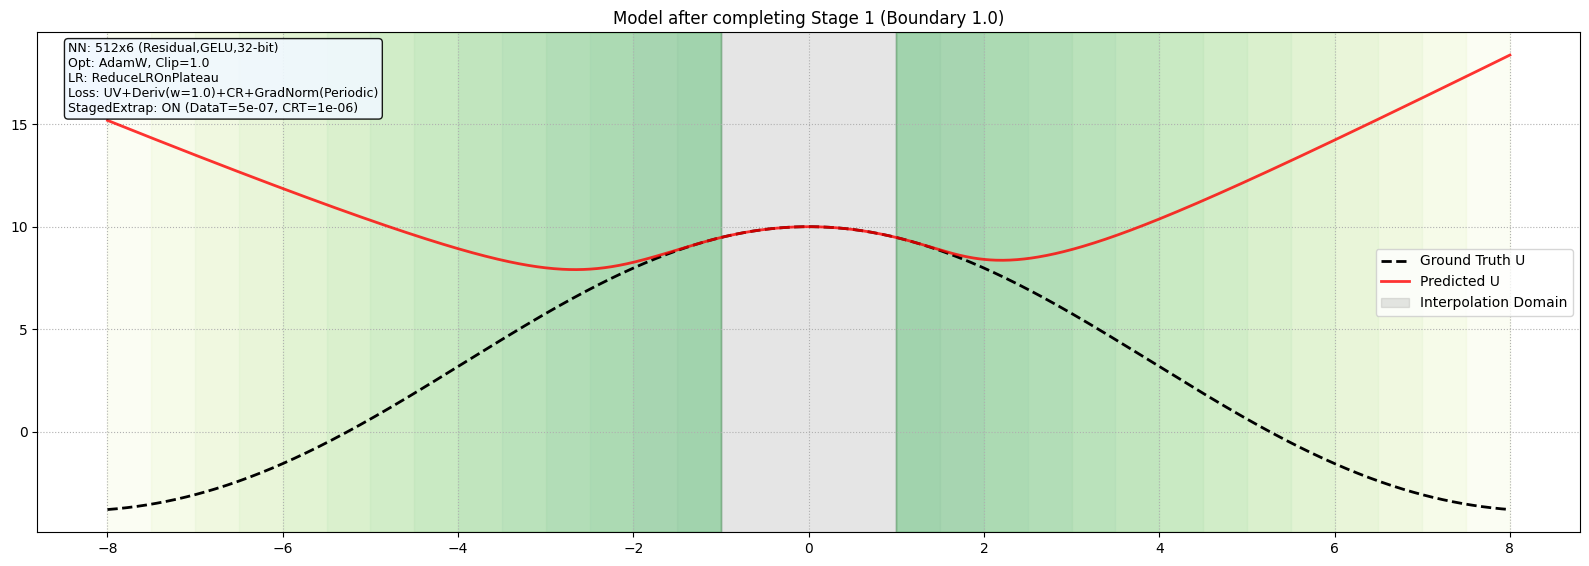 Model after completing Stage 1 (Boundary 1.0)
NN: 512x6 (Residual,GELU,32-bit)
Opt: AdamW, Clip=1.0
LR: ReduceLROnPlateau
Loss: UV+Deriv(w=1.0)+CR+GradNorm(Periodic)
StagedExtrap: ON (DataT=5e-07, CRT=1e-06)
15
10
5
0
Ground Truth U
Predicted U
Interpolation Domain
−8 −6 −4 −2 0 2 4 6 8